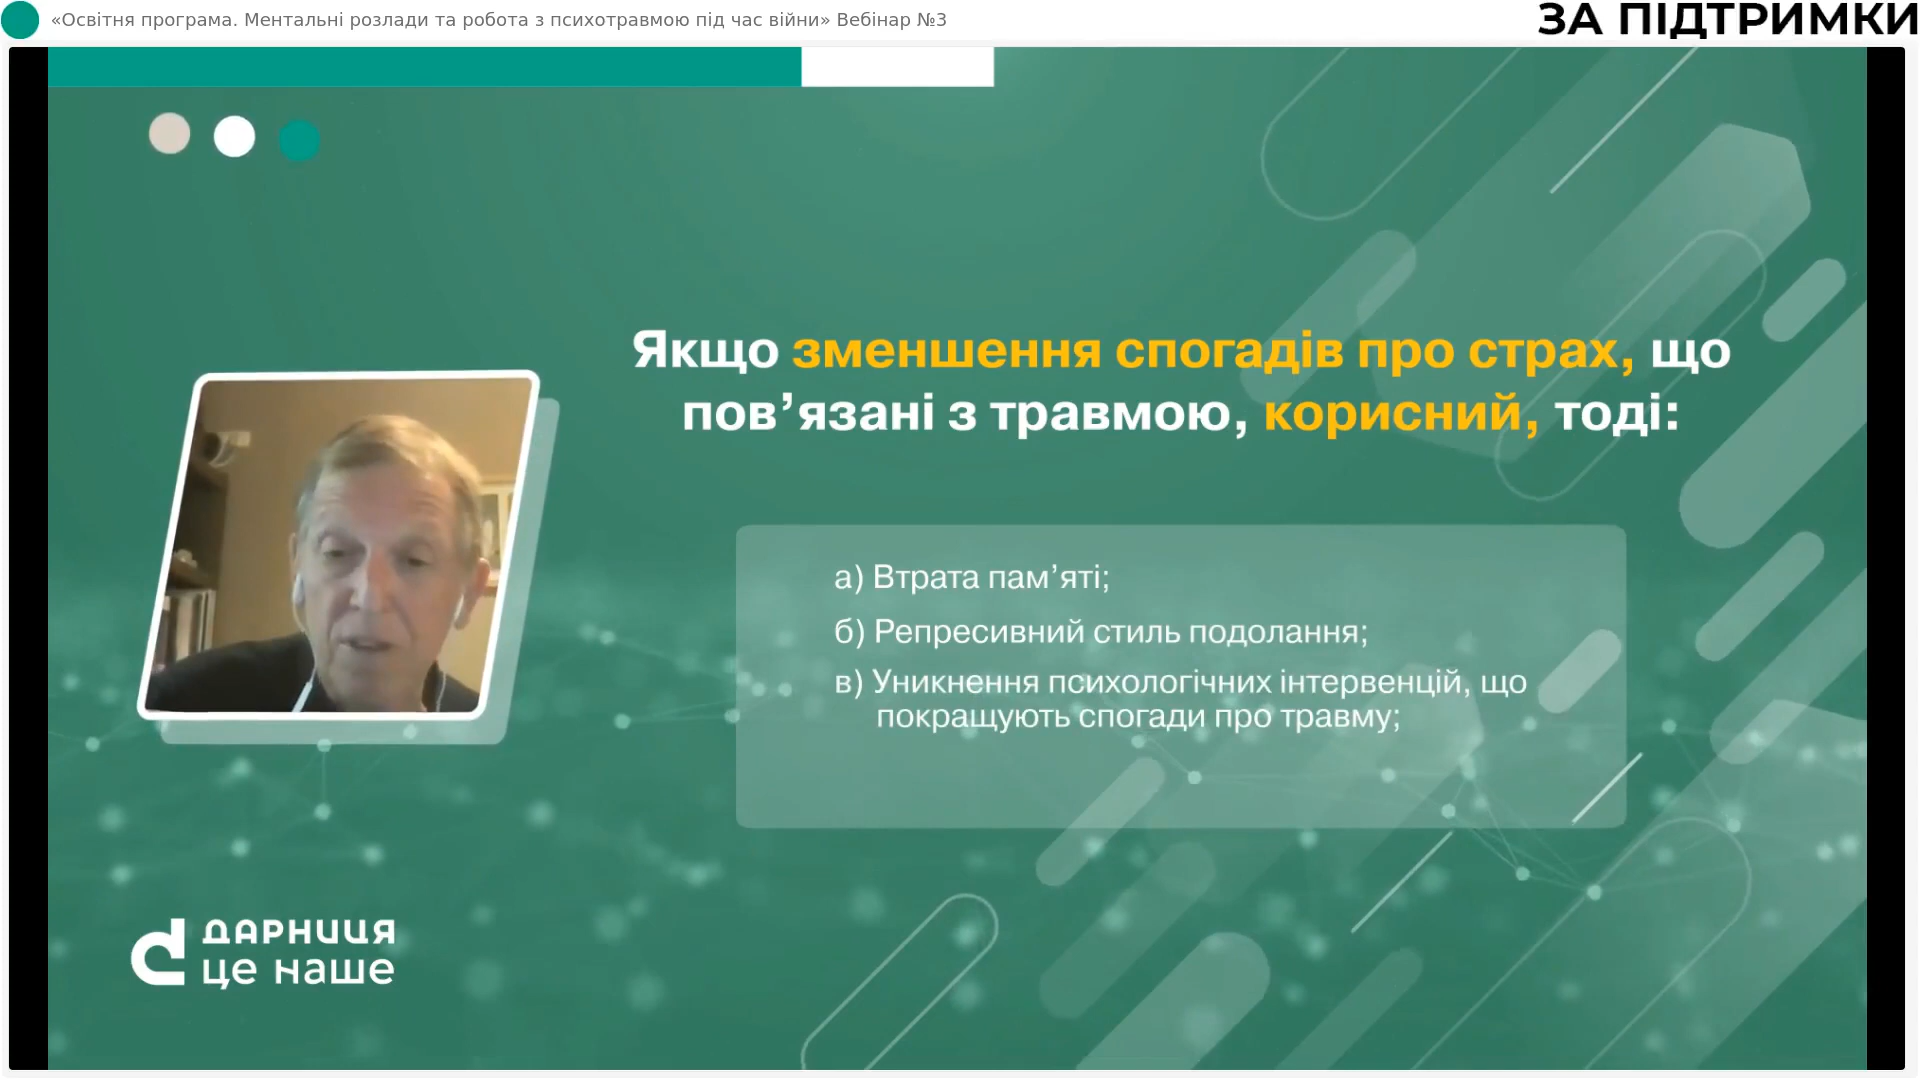 «Освітня програма. Ментальні розлади та робота з психотравмою під час війни» Вебінар №3
ЗА ПІДТРИМКИ
Якщо зменшення спогадів про страх, що
пов’язані з травмою, корисний, тоді:
а) Втрата пам’яті;
б) Репресивний стиль подолання;
в) Уникнення психологічних інтервенцій, що
покращують спогади про травму;
ДАРНИЦЯ
це наше